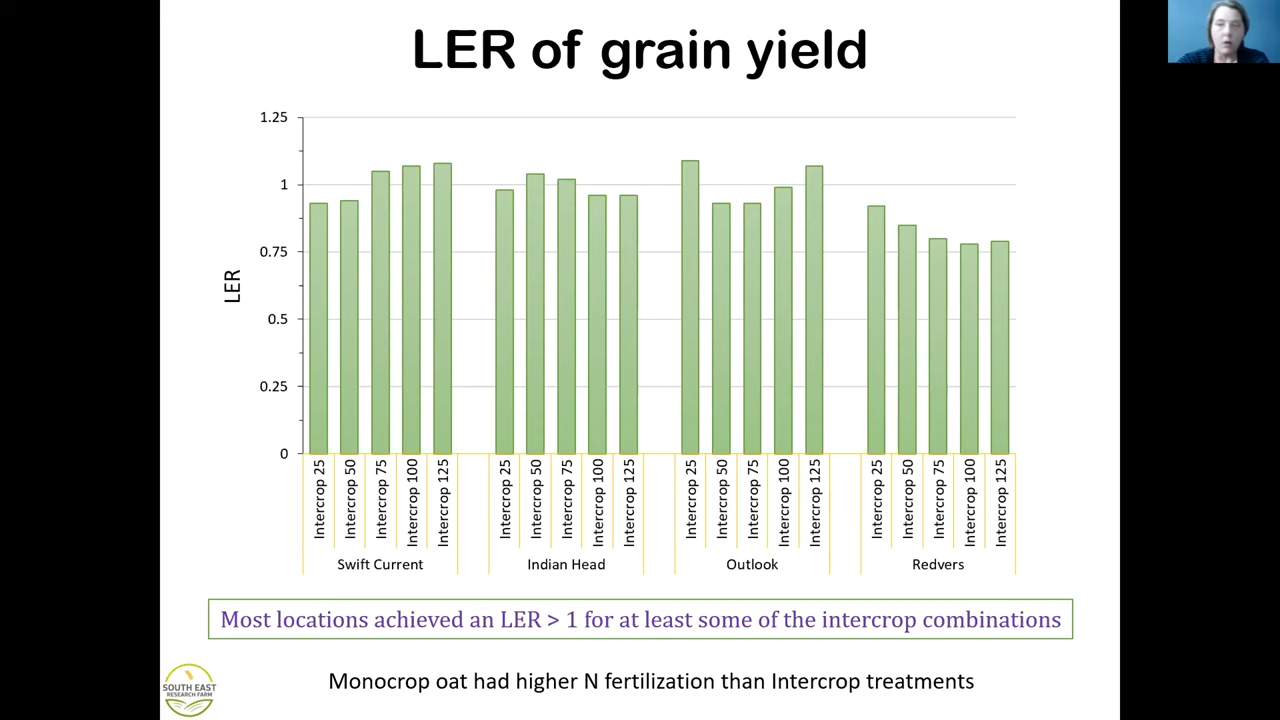 LER of grain yield
1.25
1
0.75
0.5
0.25
0
LER
Intercrop 25
Intercrop 50
Intercrop 75
Intercrop 100
Intercrop 125
Intercrop 25
Intercrop 50
Intercrop 75
Intercrop 100
Intercrop 125
Intercrop 25
Intercrop 50
Intercrop 75
Intercrop 100
Intercrop 125
Intercrop 25
Intercrop 50
Intercrop 75
Intercrop 100
Intercrop 125
Swift Current
Indian Head
Outlook
Redvers
Most locations achieved an LER > 1 for at least some of the intercrop combinations
SOUTH EAST
RESEARCH FARM
Monocrop oat had higher N fertilization than Intercrop treatments